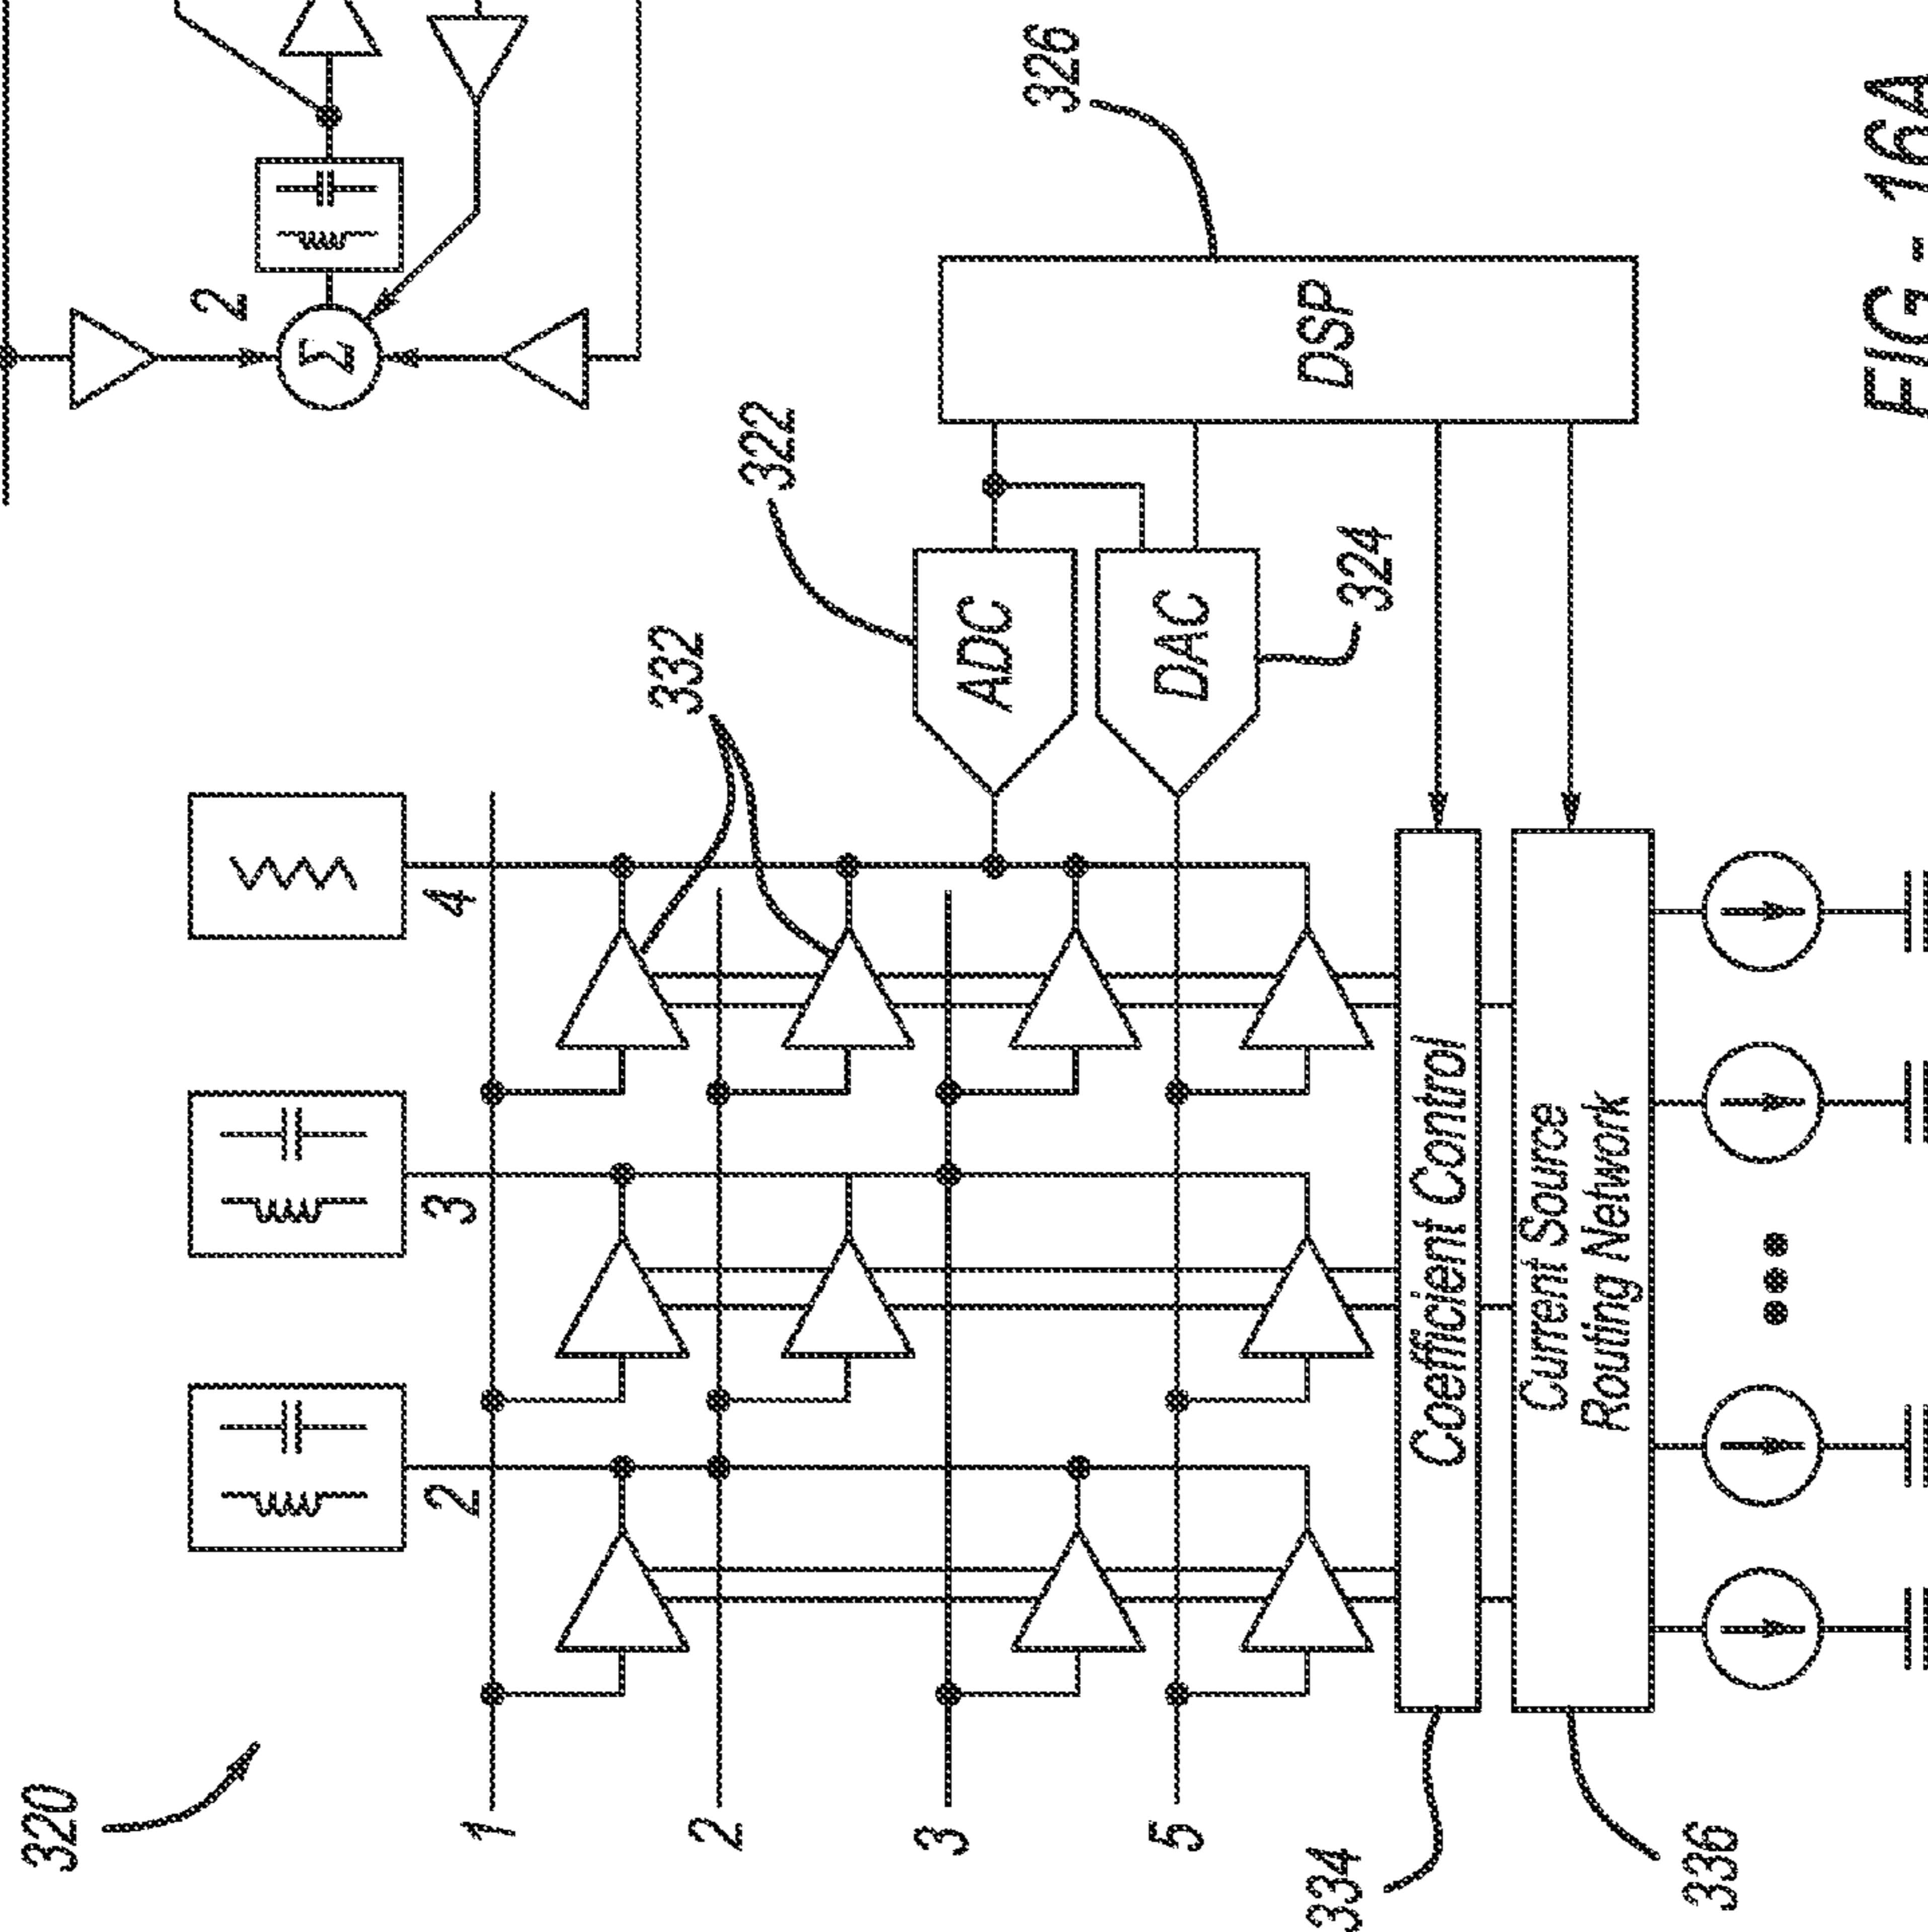 320
2
Σ
326
322
332
324
ADC
DAC
DSP
2
3
4
1
2
3
5
Coefficient Control
Current Source
Routing Network
334
336
FIG - 16A